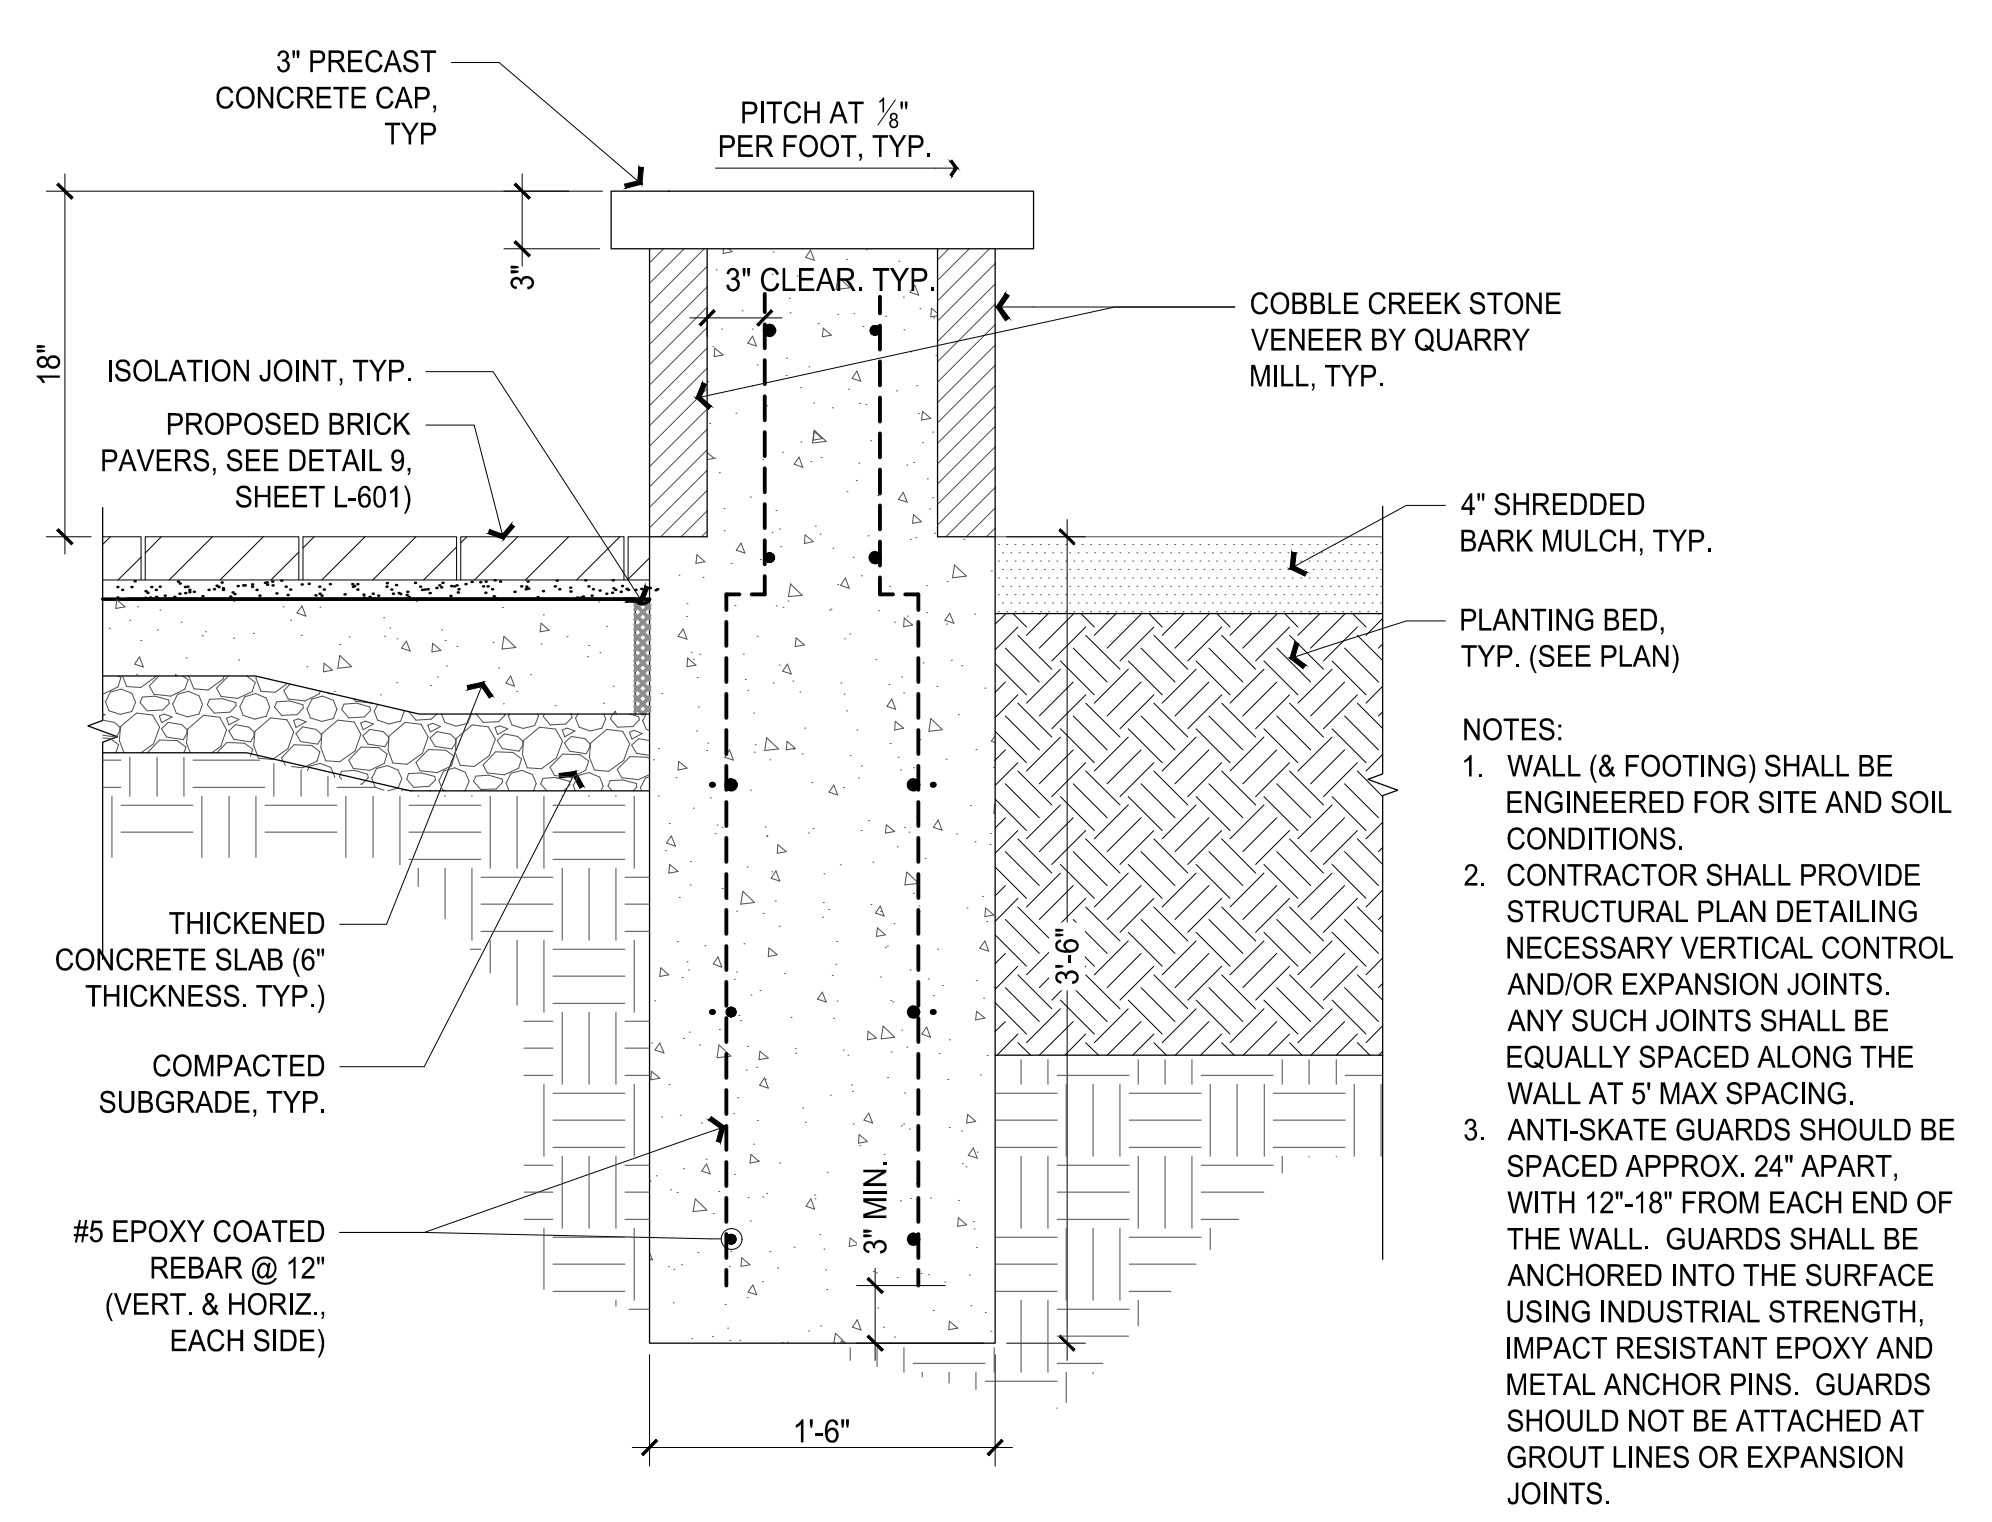 3" PRECAST
CONCRETE CAP,
TYP
PITCH AT ⅛"
PER FOOT, TYP.
3"
18"
3" CLEAR. TYP.
COBBLE CREEK STONE
VENEER BY QUARRY
MILL, TYP.
ISOLATION JOINT, TYP.
PROPOSED BRICK
PAVERS, SEE DETAIL 9,
SHEET L-601)
4" SHREDDED
BARK MULCH, TYP.
PLANTING BED,
TYP. (SEE PLAN)
THICKENED
CONCRETE SLAB (6"
THICKNESS. TYP.)
COMPACTED
SUBGRADE, TYP.
#5 EPOXY COATED
REBAR @ 12"
(VERT. & HORIZ.,
EACH SIDE)
3" MIN.
3'-6"
1'-6"
NOTES:
1. WALL (& FOOTING) SHALL BE
ENGINEERED FOR SITE AND SOIL
CONDITIONS.
2. CONTRACTOR SHALL PROVIDE
STRUCTURAL PLAN DETAILING
NECESSARY VERTICAL CONTROL
AND/OR EXPANSION JOINTS.
ANY SUCH JOINTS SHALL BE
EQUALLY SPACED ALONG THE
WALL AT 5' MAX SPACING.
3. ANTI-SKATE GUARDS SHOULD BE
SPACED APPROX. 24" APART,
WITH 12"-18" FROM EACH END OF
THE WALL. GUARDS SHALL BE
ANCHORED INTO THE SURFACE
USING INDUSTRIAL STRENGTH,
IMPACT RESISTANT EPOXY AND
METAL ANCHOR PINS. GUARDS
SHOULD NOT BE ATTACHED AT
GROUT LINES OR EXPANSION
JOINTS.